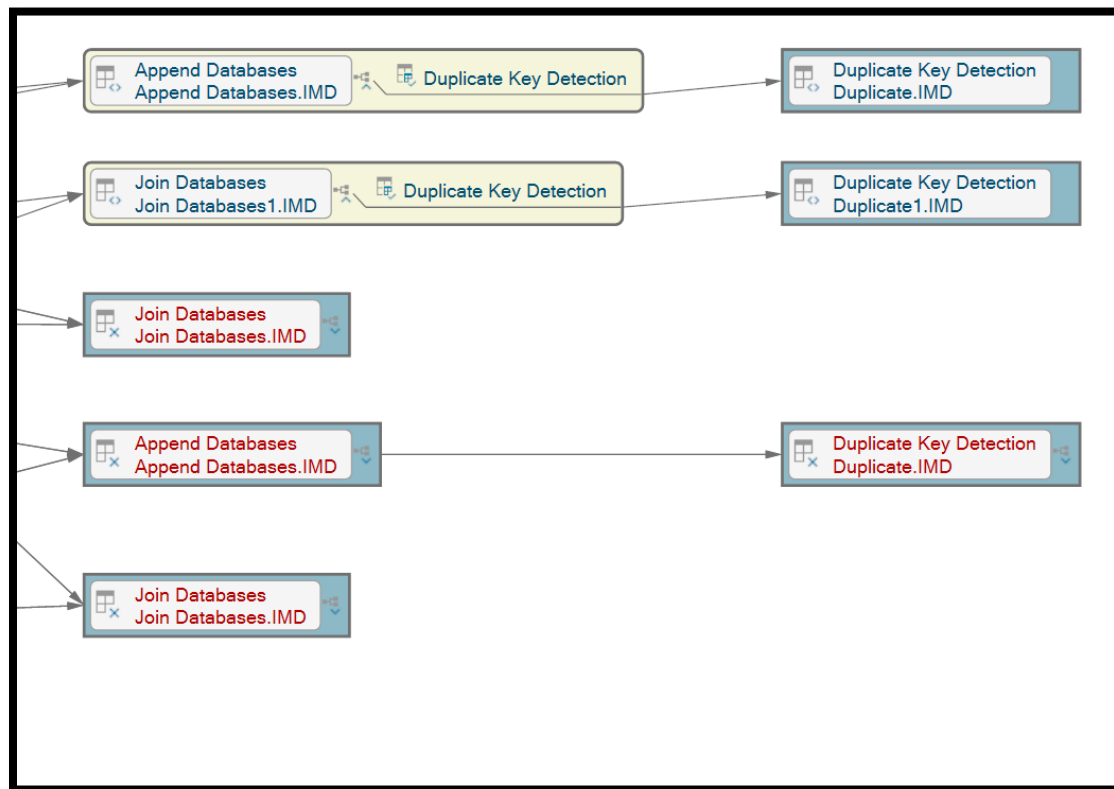 Append Databases
Append Databases.IMD
Duplicate Key Detection
Duplicate Key Detection
Duplicate.IMD
Join Databases
Join Databases1.IMD
Duplicate Key Detection
Duplicate Key Detection
Duplicate1.IMD
Join Databases
Join Databases.IMD
Append Databases
Append Databases.IMD
Duplicate Key Detection
Duplicate.IMD
Join Databases
Join Databases.IMD